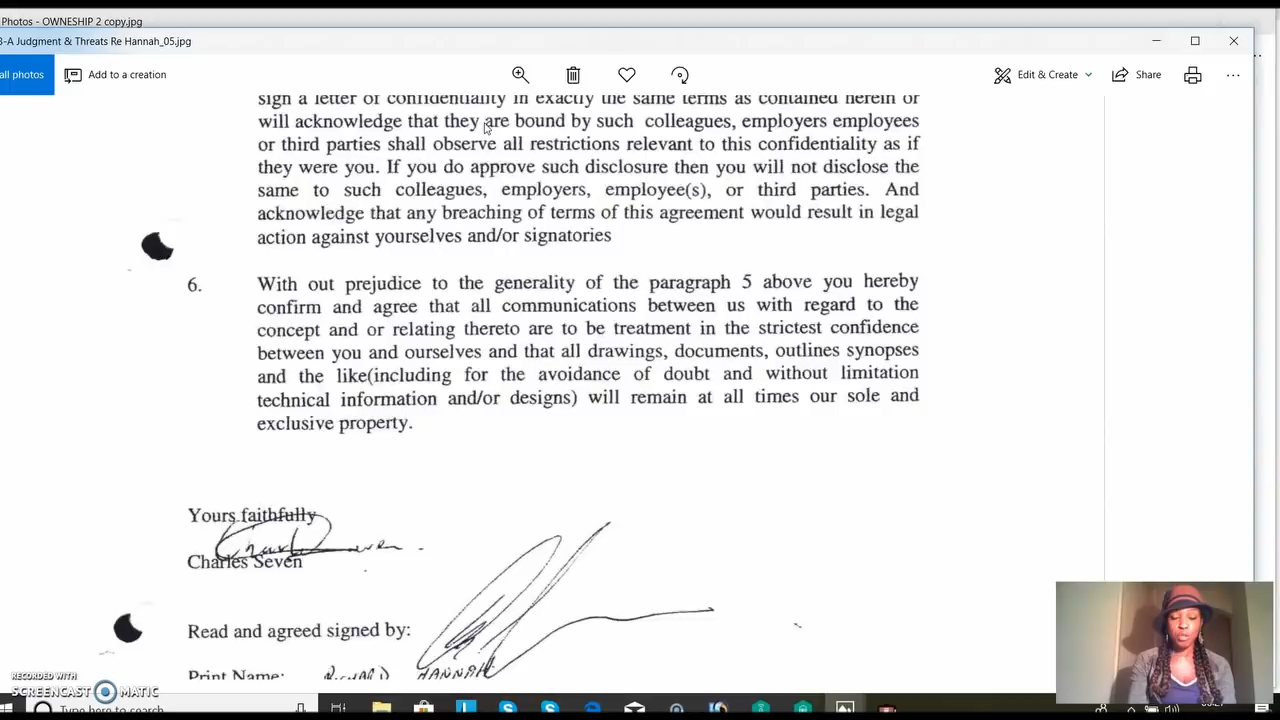 Photos - OWNESHIP 2 copy.jpg
3-A Judgment & Threats Re Hannah_05.jpg
all photos
Add to a creation
Edit & Create
Share
sign a letter of confidentiality in exactly the same terms as contained herein or
will acknowledge that they are bound by such colleagues, employers employees
or third parties shall observe all restrictions relevant to this confidentiality as if
they were you. If you do approve such disclosure then you will not disclose the
same to such colleagues, employers, employee(s), or third parties. And
acknowledge that any breaching of terms of this agreement would result in legal
action against yourselves and/or signatories
6. With out prejudice to the generality of the paragraph 5 above you hereby
confirm and agree that all communications between us with regard to the
concept and or relating thereto are to be treatment in the strictest confidence
between you and ourselves and that all drawings, documents, outlines synopses
and the like(including for the avoidance of doubt and without limitation
technical information and/or designs) will remain at all times our sole and
exclusive property.
Yours faithfully
Charles Seven
Read and agreed signed by:
Print Name: RICHARD HANNAH
RECORDED WITH
SCREENCAST MATIC
Type here to search